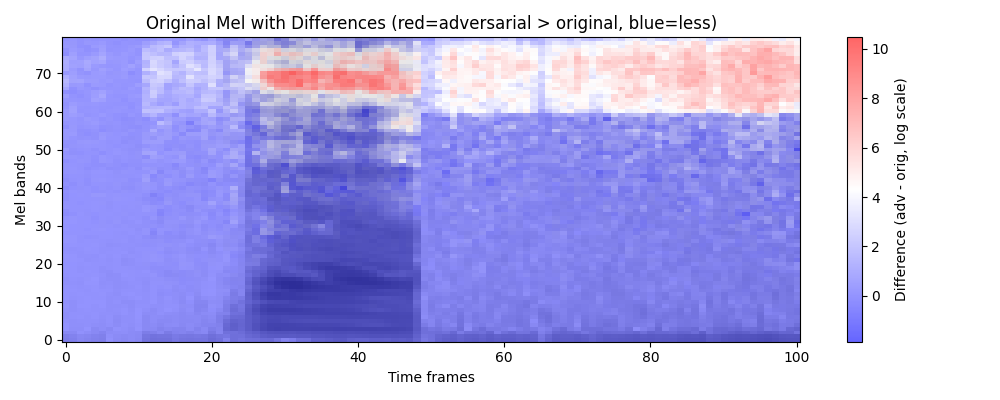 Original Mel with Differences (red=adversarial > original, blue=less)
70
60
50
40
30
20
10
0
Mel bands
0 20 40 60 80 100
Time frames
10
8
6
4
2
0
Difference (adv - orig, log scale)